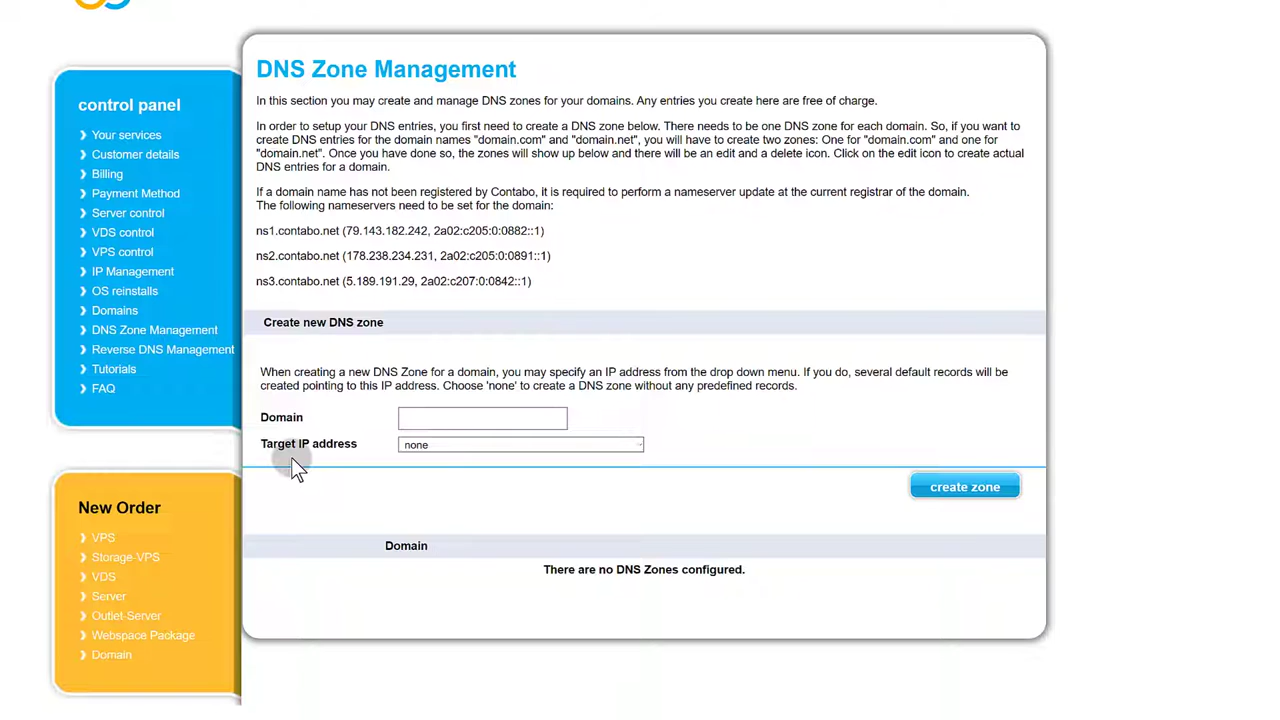 control panel
Your services
Customer details
Billing
Payment Method
Server control
VDS control
VPS control
IP Management
OS reinstalls
Domains
DNS Zone Management
Reverse DNS Management
Tutorials
FAQ
New Order
VPS
Storage-VPS
VDS
Server
Outlet-Server
Webspace Package
Domain
DNS Zone Management
In this section you may create and manage DNS zones for your domains. Any entries you create here are free of charge.
In order to setup your DNS entries, you first need to create a DNS zone below. There needs to be one DNS zone for each domain. So, if you want to
create DNS entries for the domain names "domain.com" and "domain.net", you will have to create two zones: One for "domain.com" and one for
"domain.net". Once you have done so, the zones will show up below and there will be an edit and a delete icon. Click on the edit icon to create actual
DNS entries for a domain.
If a domain name has not been registered by Contabo, it is required to perform a nameserver update at the current registrar of the domain.
The following nameservers need to be set for the domain:
ns1.contabo.net (79.143.182.242, 2a02:c205:0:0882::1)
ns2.contabo.net (178.238.234.231, 2a02:c205:0:0891::1)
ns3.contabo.net (5.189.191.29, 2a02:c207:0:0842::1)
Create new DNS zone
When creating a new DNS Zone for a domain, you may specify an IP address from the drop down menu. If you do, several default records will be
created pointing to this IP address. Choose 'none' to create a DNS zone without any predefined records.
Domain
Target IP address none
create zone
Domain
There are no DNS Zones configured.